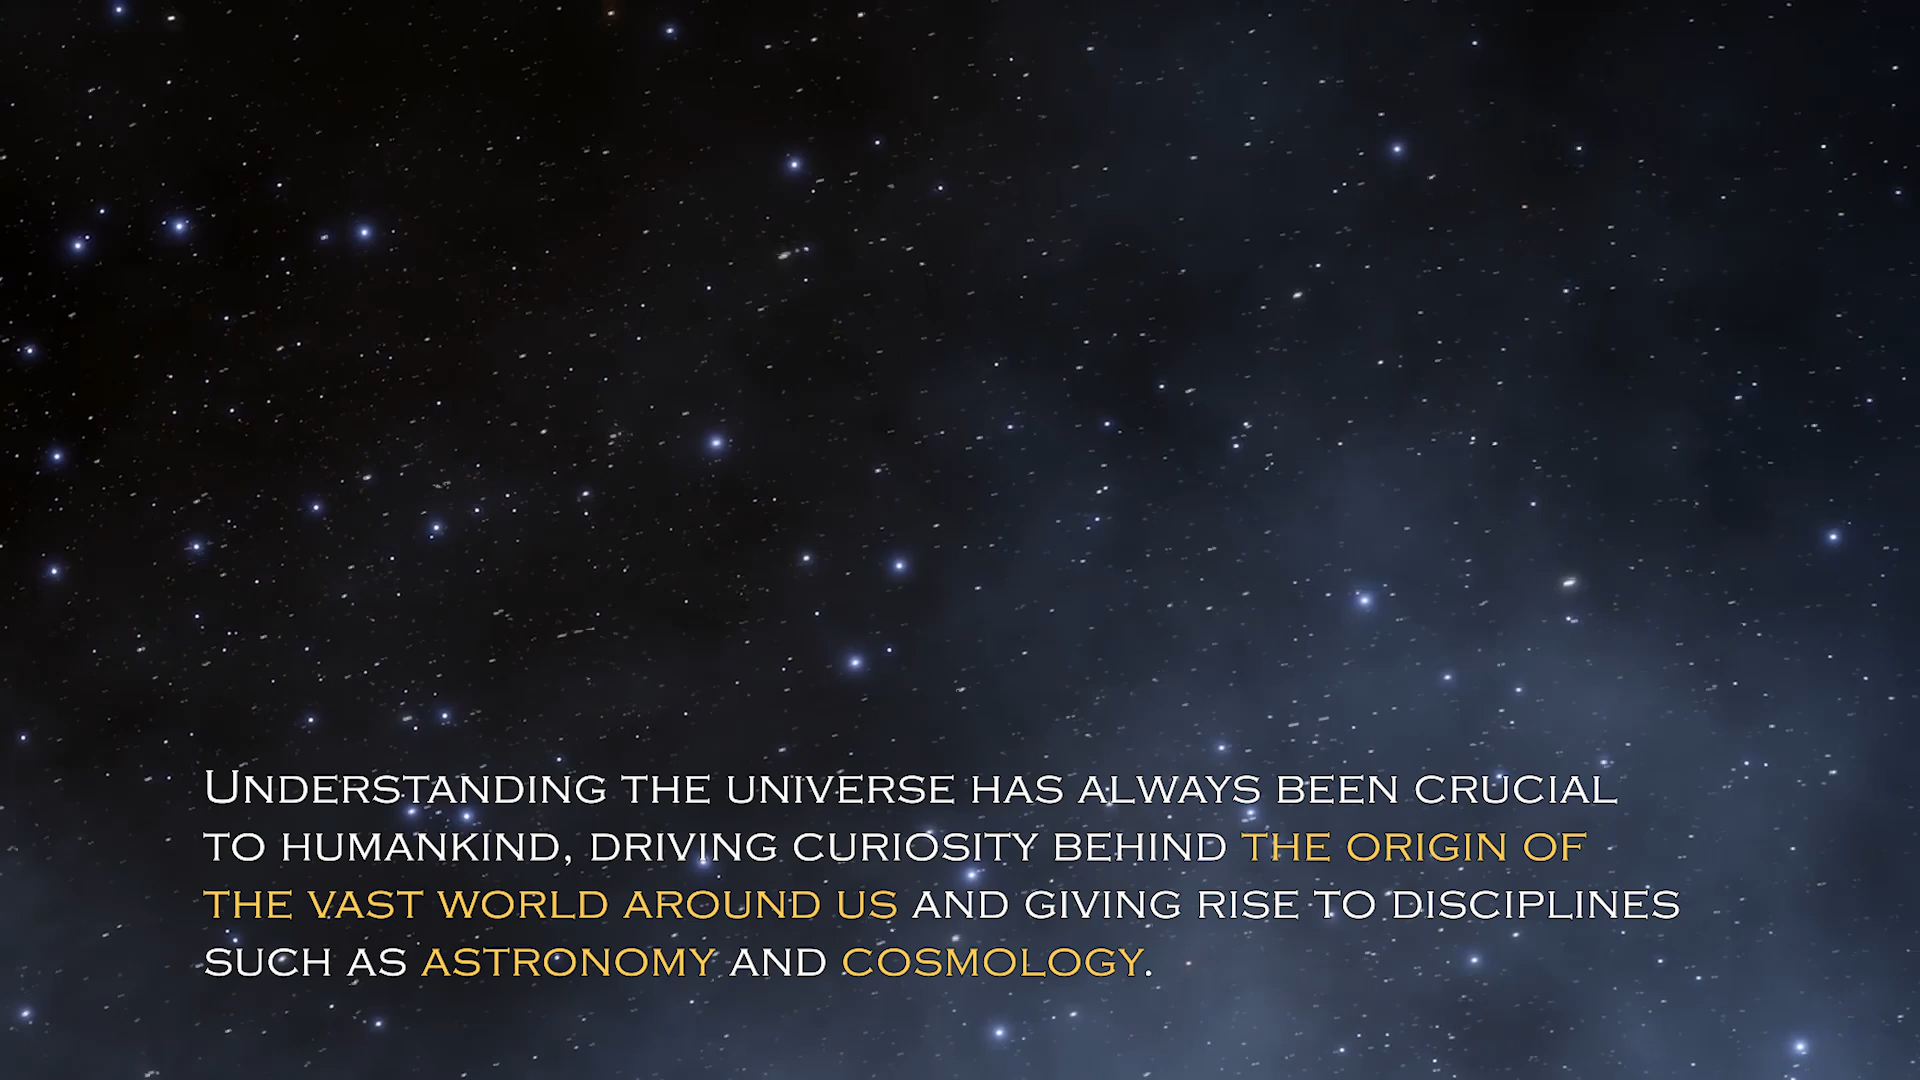 Understanding the universe has always been crucial
to humankind, driving curiosity behind the origin of
the vast world around us and giving rise to disciplines
such as astronomy and cosmology.